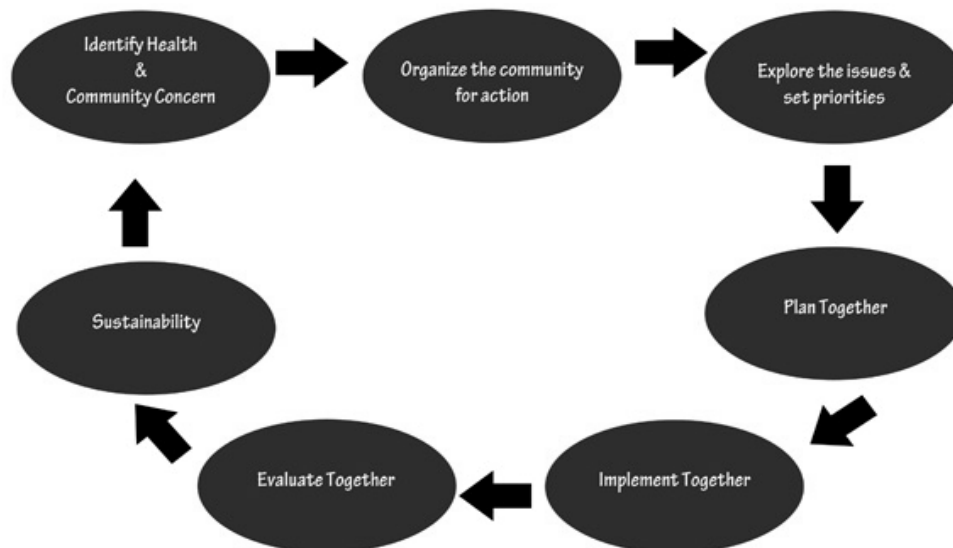 Identify Health
&
Community Concern
Organize the community
for action
Explore the issues &
set priorities
Plan Together
Implement Together
Evaluate Together
Sustainability